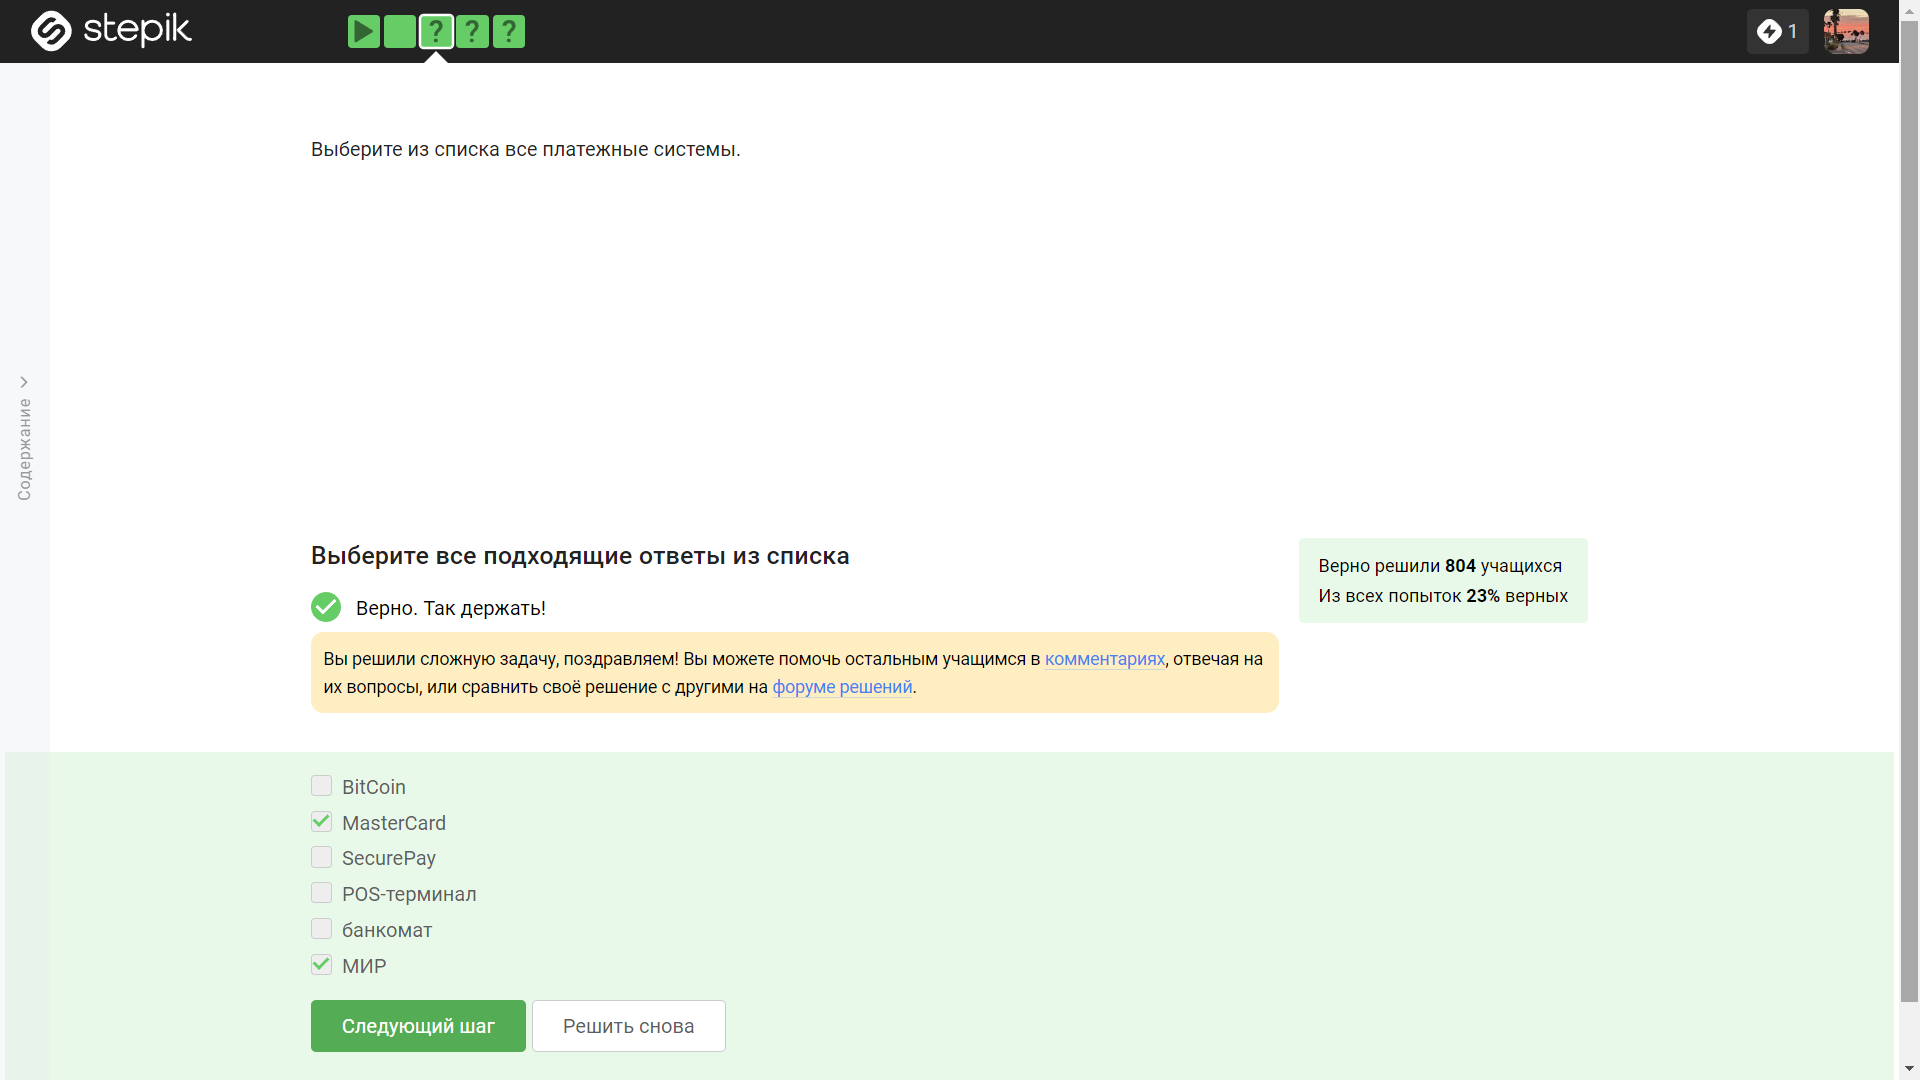 stepik
? ? ?
1
Содержание
Выберите из списка все платежные системы.
Выберите все подходящие ответы из списка
Верно. Так держать!
Верно решили 804 учащихся
Из всех попыток 23% верных
Вы решили сложную задачу, поздравляем! Вы можете помочь остальным учащимся в комментариях, отвечая на
их вопросы, или сравнить своё решение с другими на форуме решений.
BitCoin
MasterCard
SecurePay
POS-терминал
банкомат
МИР
Следующий шаг
Решить снова